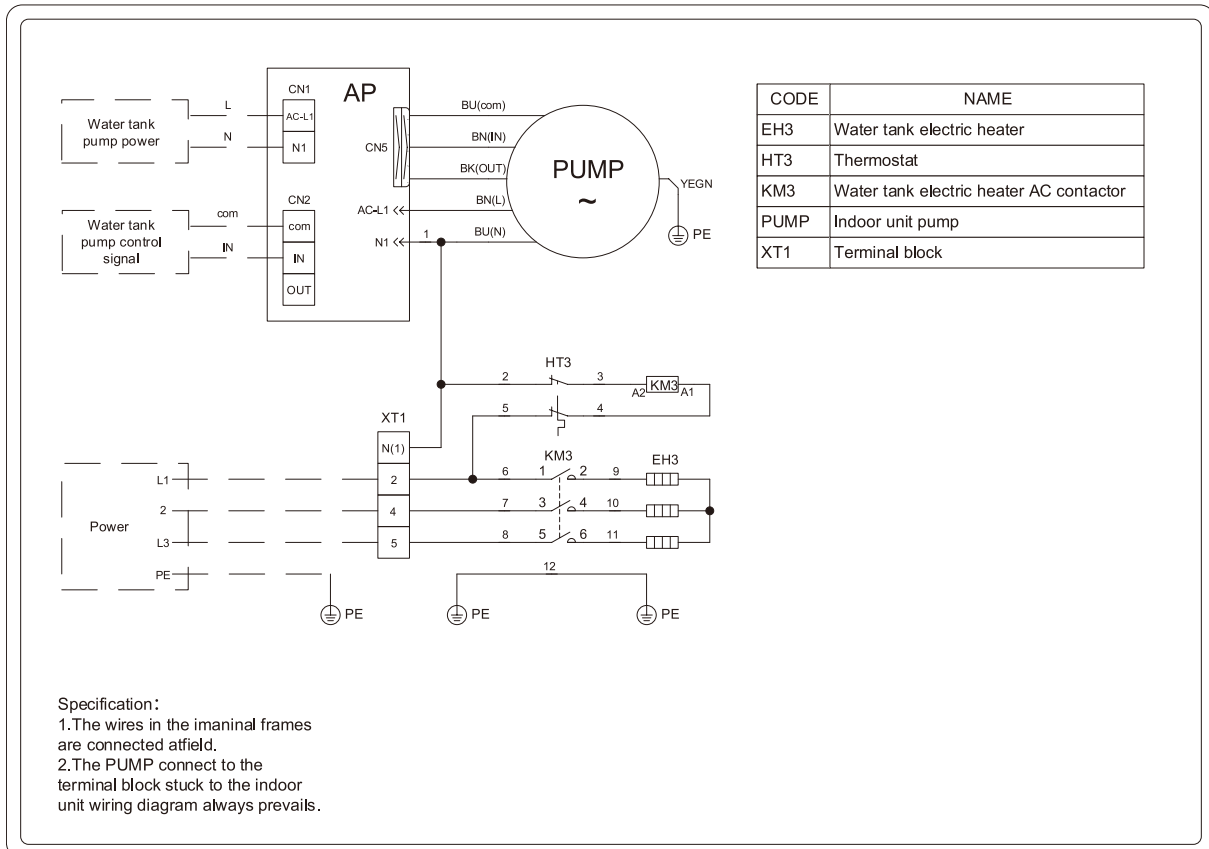 CN1
AP
L
AC-L1
BU(com)
Water tank
pump power
N
N1
CN5
BN(IN)
BK(OUT)
PUMP
~
YEGN
CN2
com
com
AC-L1
BN(L)
Water tank
pump control
signal
IN
IN
N1
1
BU(N)
PE
OUT
CODE NAME
EH3 Water tank electric heater
HT3 Thermostat
KM3 Water tank electric heater AC contactor
PUMP Indoor unit pump
XT1 Terminal block
HT3
2 3
A2 KM3 A1
5 4
XT1
N(1)
KM3
EH3
L1 2 6 1 2 9
2 4 7 3 4 10
Power
L3 5 8 5 6 11
PE
12
PE PE PE
Specification:
1.The wires in the imaninal frames
are connected atfield.
2.The PUMP connect to the
terminal block stuck to the indoor
unit wiring diagram always prevails.